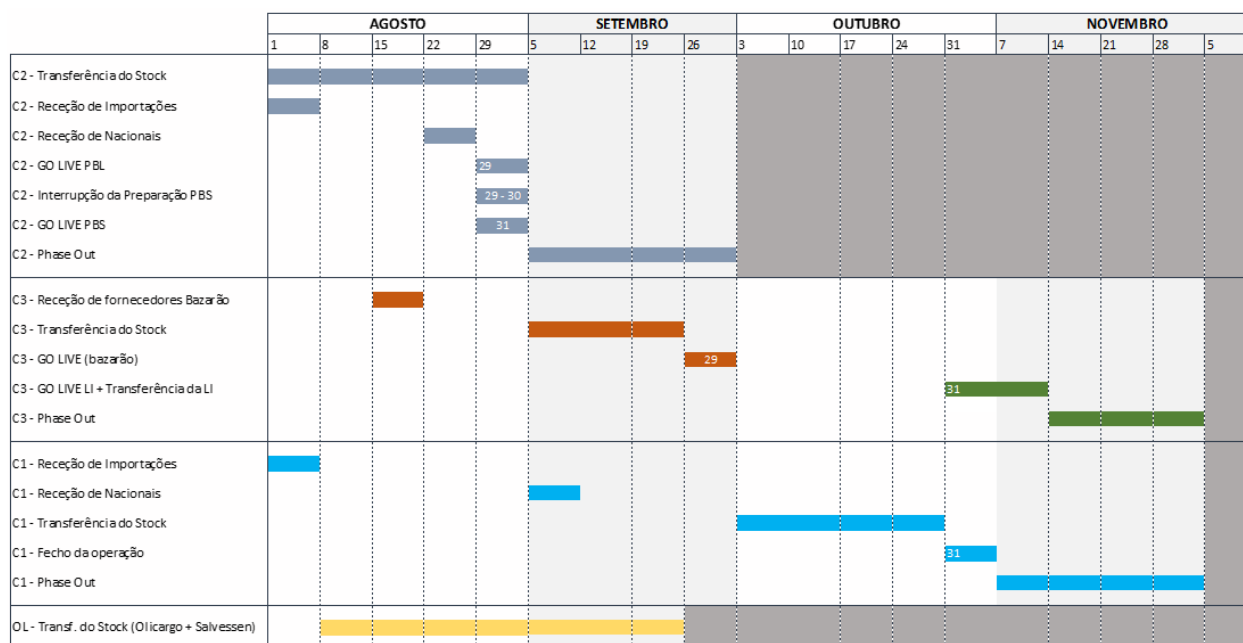 AGOSTO SETEMBRO OUTUBRO NOVEMBRO
1 8 15 22 29 5 12 19 26 3 10 17 24 31 7 14 21 28 5
C2 - Transferência do Stock
C2 - Receção de Importações
C2 - Receção de Nacionais
C2 - GO LIVE PBL 29
C2 - Interrupção da Preparação PBS 29 - 30
C2 - GO LIVE PBS 31
C2 - Phase Out
C3 - Receção de fornecedores Bazarão
C3 - Transferência do Stock
C3 - GO LIVE (bazarão) 29
C3 - GO LIVE LI + Transferência da LI 31
C3 - Phase Out
C1 - Receção de Importações
C1 - Receção de Nacionais
C1 - Transferência do Stock
C1 - Fecho da operação 31
C1 - Phase Out
OL - Transf. do Stock (Olicargo + Salvessen)